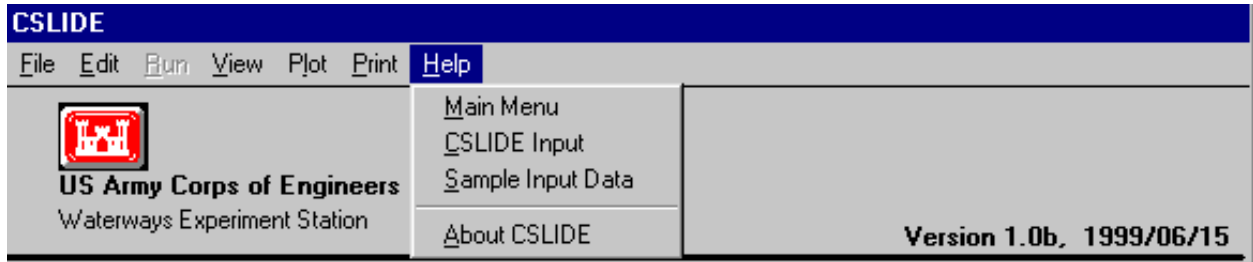 CSLIDE
File Edit Run View Plot Print Help
Main Menu
CSLIDE Input
Sample Input Data
About CSLIDE
US Army Corps of Engineers
Waterways Experiment Station
Version 1.0b, 1999/06/15